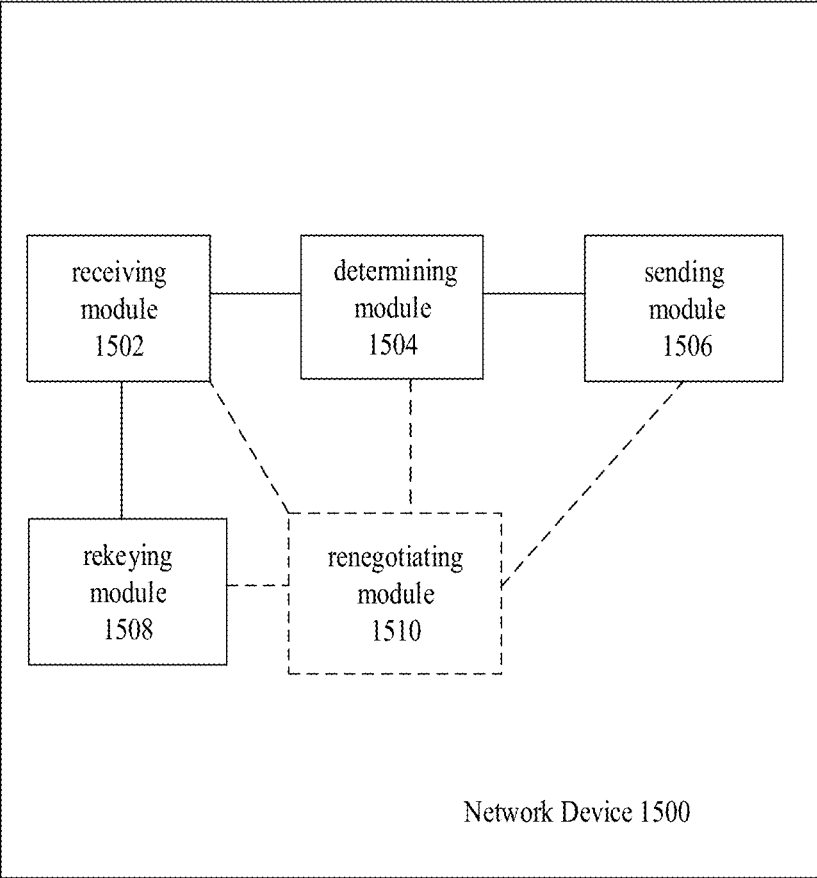 receiving
module
1502
determining
module
1504
sending
module
1506
rekeying
module
1508
renegotiating
module
1510
Network Device 1500